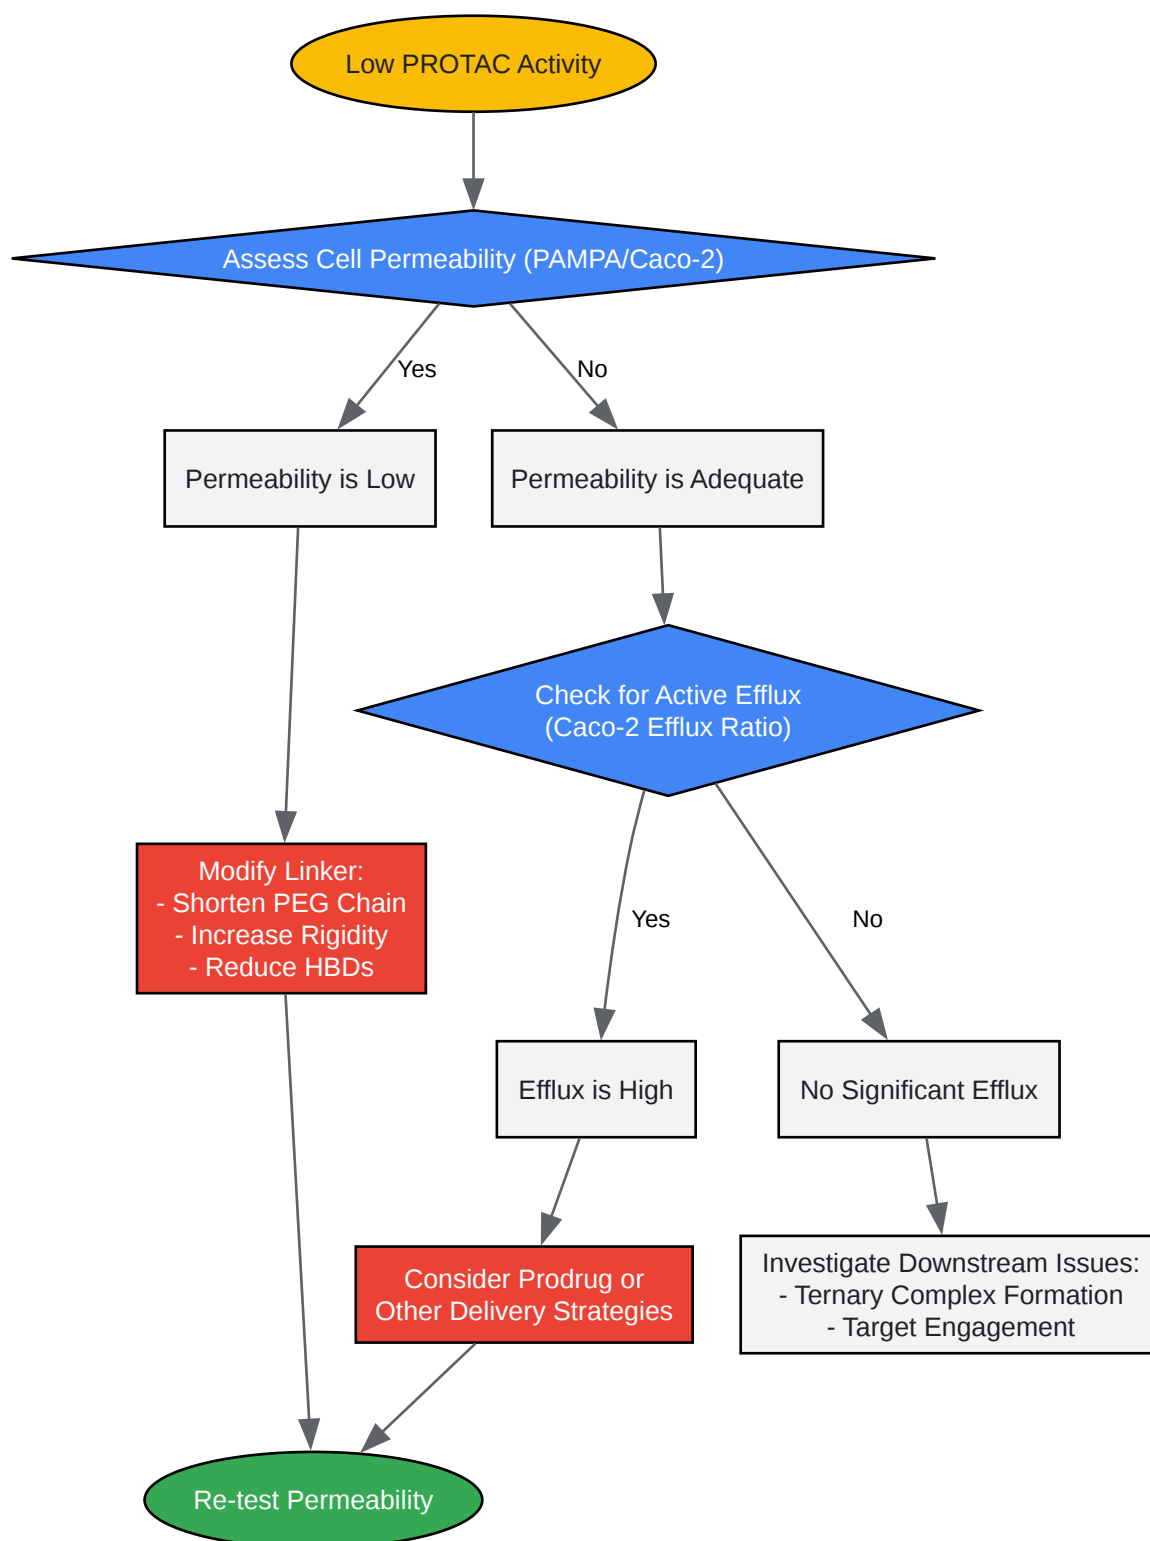 Low PROTAC Activity
Assess Cell Permeability (PAMPA/Caco-2)
Yes
No
Permeability is Low
Permeability is Adequate
Check for Active Efflux
(Caco-2 Efflux Ratio)
Modify Linker:
- Shorten PEG Chain
- Increase Rigidity
- Reduce HBDs
Yes
No
Efflux is High
No Significant Efflux
Consider Prodrug or
Other Delivery Strategies
Investigate Downstream Issues:
- Ternary Complex Formation
- Target Engagement
Re-test Permeability